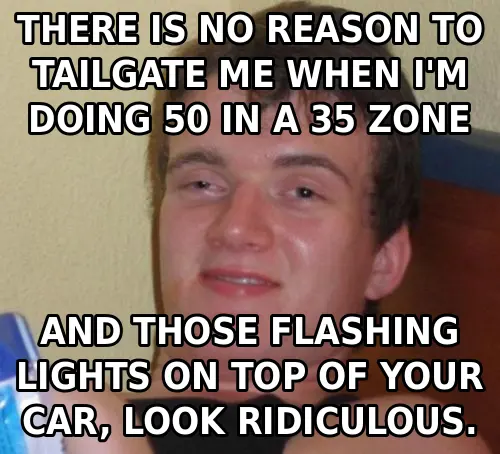 THERE IS NO REASON TO
TAILGATE ME WHEN I'M
DOING 50 IN A 35 ZONE
AND THOSE FLASHING
LIGHTS ON TOP OF YOUR
CAR, LOOK RIDICULOUS.